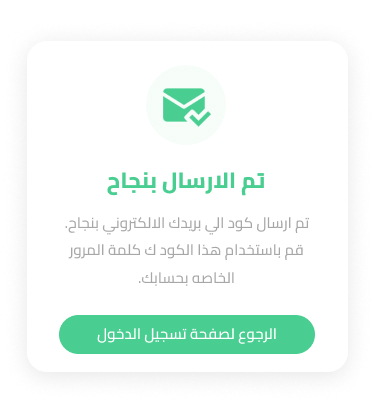 تم الارسال بنجاح
تم ارسال كود الي بريدك الالكتروني بنجاح.
قم باستخدام هذا الكود ك كلمة المرور
الخاصه بحسابك.
الرجوع لصفحة تسجيل الدخول